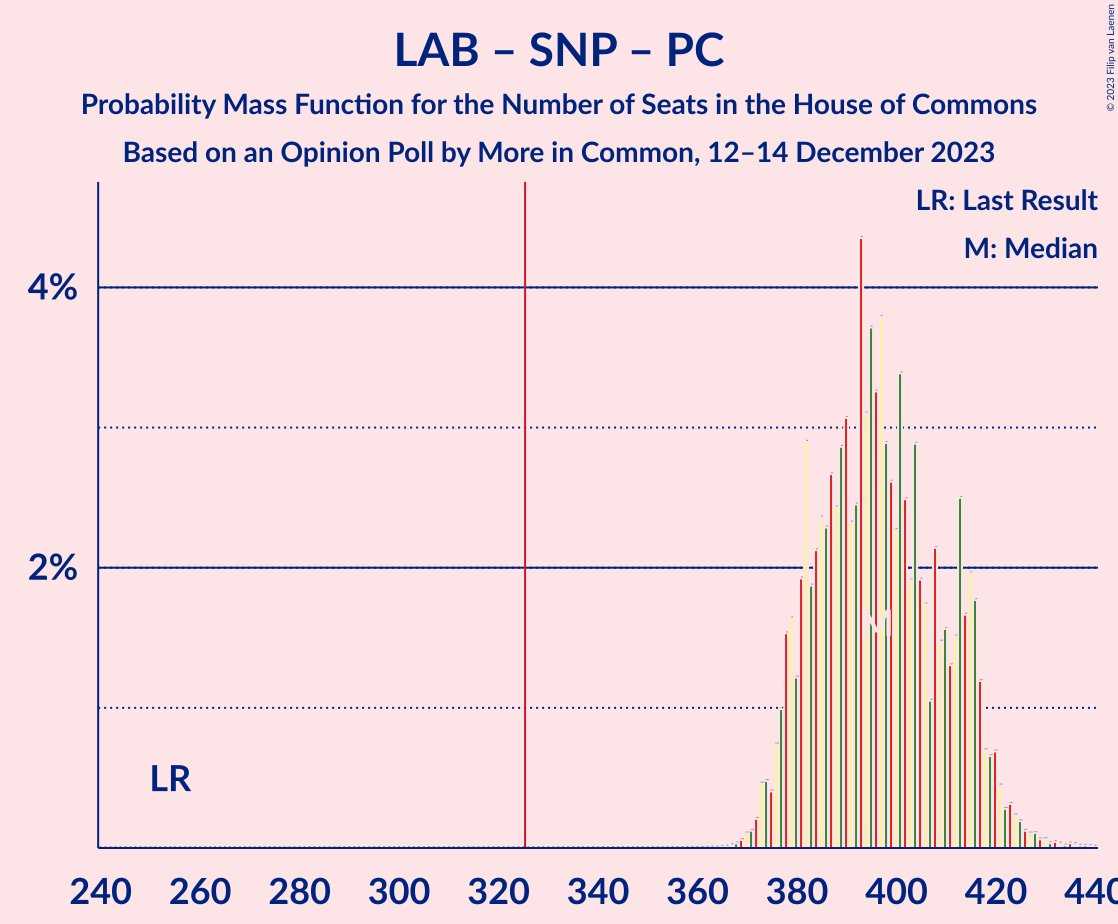 LAB – SNP – PC
Probability Mass Function for the Number of Seats in the House of Commons
Based on an Opinion Poll by More in Common, 12–14 December 2023
© 2023 Filip van Laenen
LR: Last Result
M: Median
4%
2%
M
LR
240 260 280 300 320 340 360 380 400 420 440